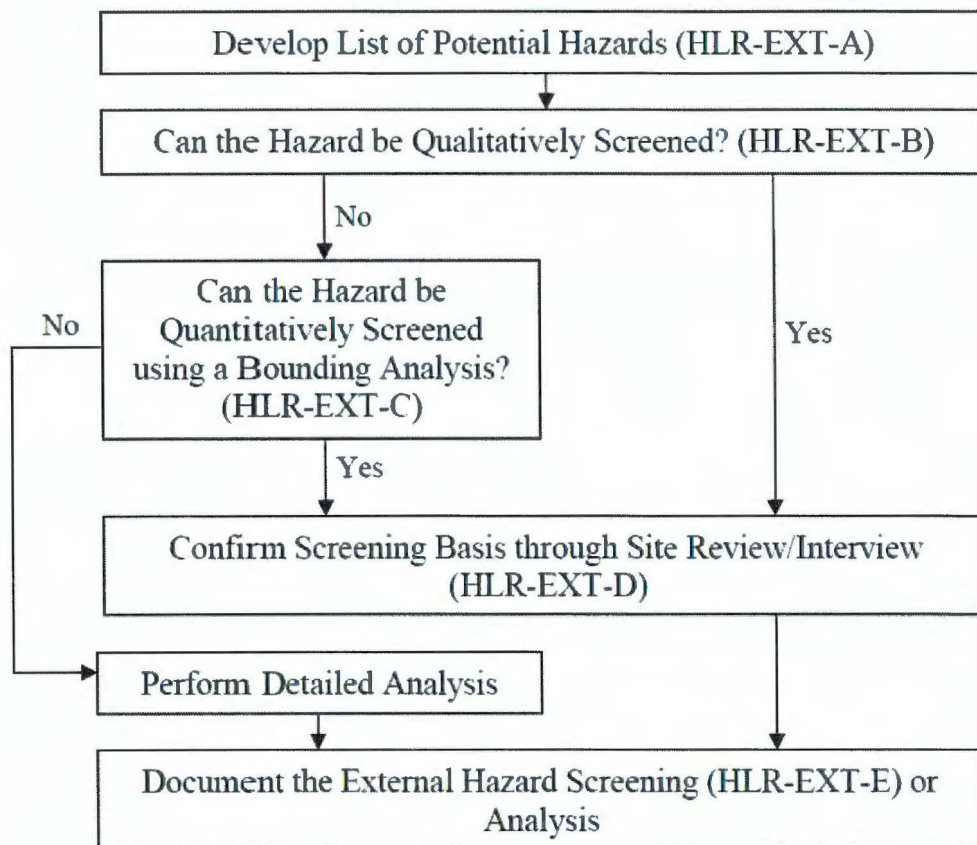 Develop List of Potential Hazards (HLR-EXT-A)
Can the Hazard be Qualitatively Screened? (HLR-EXT-B)
No
Can the Hazard be
Quantitatively Screened
using a Bounding Analysis?
(HLR-EXT-C)
No
Yes
Yes
Confirm Screening Basis through Site Review/Interview
(HLR-EXT-D)
Perform Detailed Analysis
Document the External Hazard Screening (HLR-EXT-E) or
Analysis